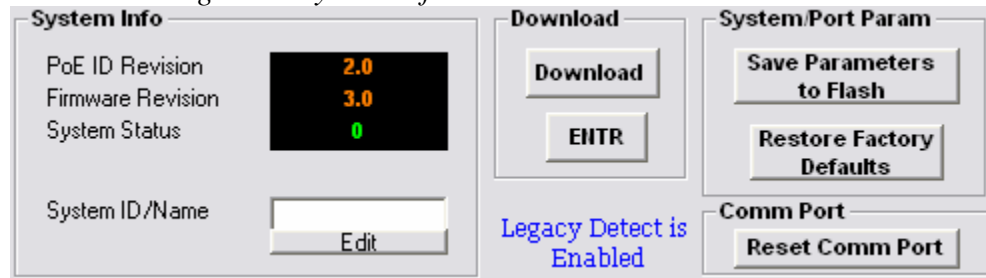 System Info
PoE ID Revision 2.0
Firmware Revision 3.0
System Status 0
System ID/Name
Edit
Download
Download
ENTR
Legacy Detect is
Enabled
System/Port Param
Save Parameters
to Flash
Restore Factory
Defaults
Comm Port
Reset Comm Port